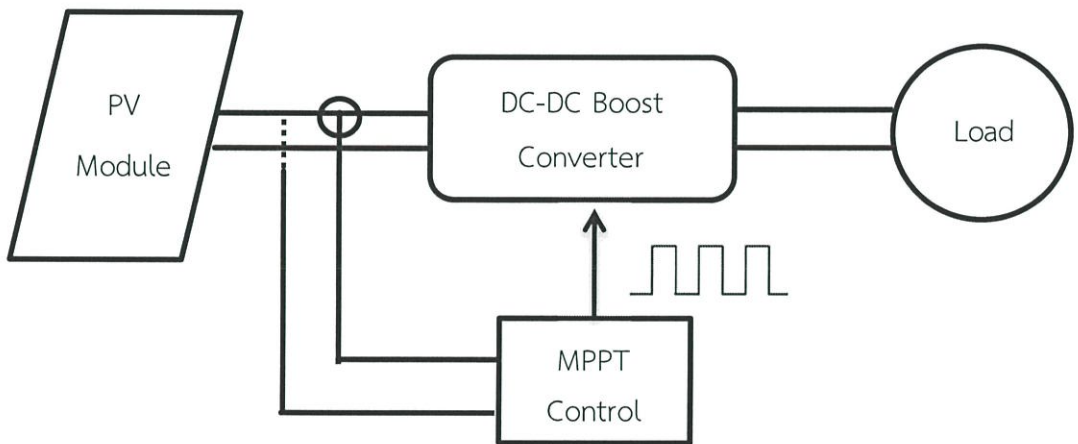 PV
Module
DC-DC Boost
Converter
Load
MPPT
Control